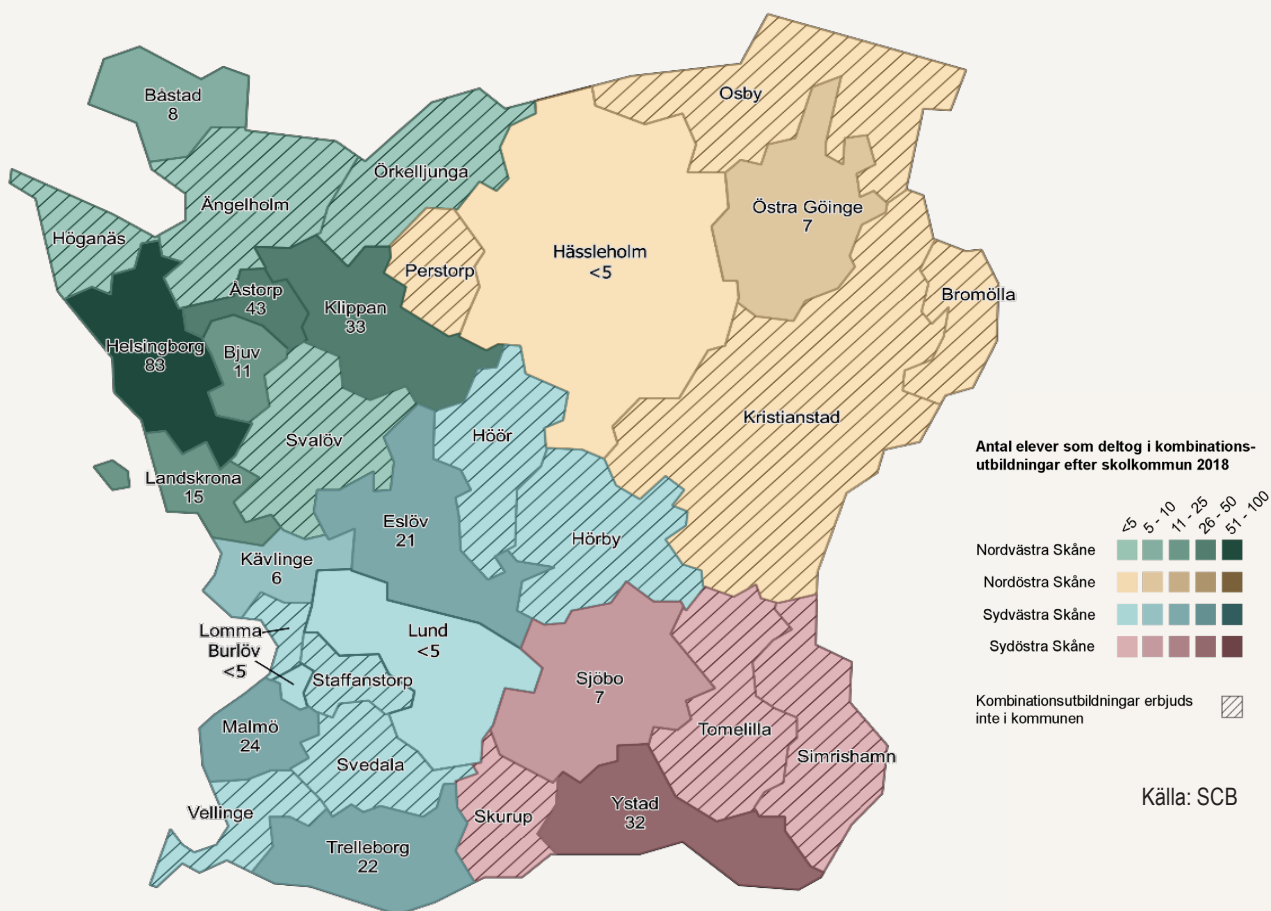 Båstad
8
Osby
Örkelljunga
Ängelholm
Östra Göinge
7
Höganäs
Hässleholm
<5
Perstorp
Bromölla
Åstorp
43
Klippan
33
Helsingborg
83
Bjuv
11
Kristianstad
Svalöv
Höör
Landskrona
15
Eslöv
21
Hörby
Kävlinge
6
Lomma
Burlöv
<5
Lund
<5
Staffanstorp
Sjöbo
7
Malmö
24
Tomelilla
Svedala
Simrishamn
Vellinge
Skurup
Ystad
32
Trelleborg
22
Antal elever som deltog i kombinations-
utbildningar efter skolkommun 2018
<5 5 - 10 11 - 25 26 - 50 51 - 100
Nordvästra Skåne
Nordöstra Skåne
Sydvästra Skåne
Sydöstra Skåne
Kombinationsutbildningar erbjuds
inte i kommunen
Källa: SCB